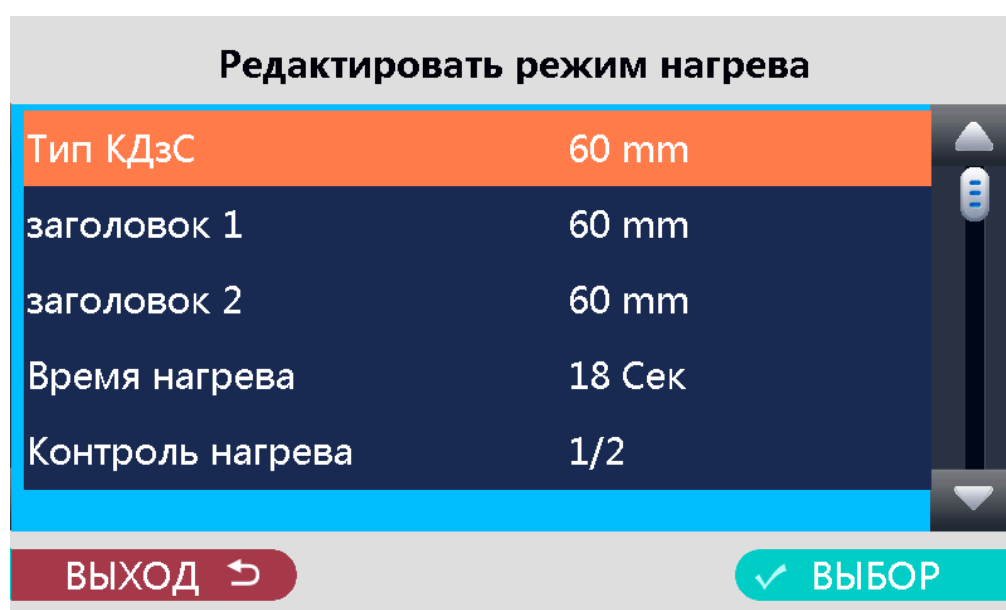 Редактировать режим нагрева
Тип КДзС 60 mm
заголовок 1 60 mm
заголовок 2 60 mm
Время нагрева 18 Сек
Контроль нагрева 1/2
ВЫХОД ВЫБОР